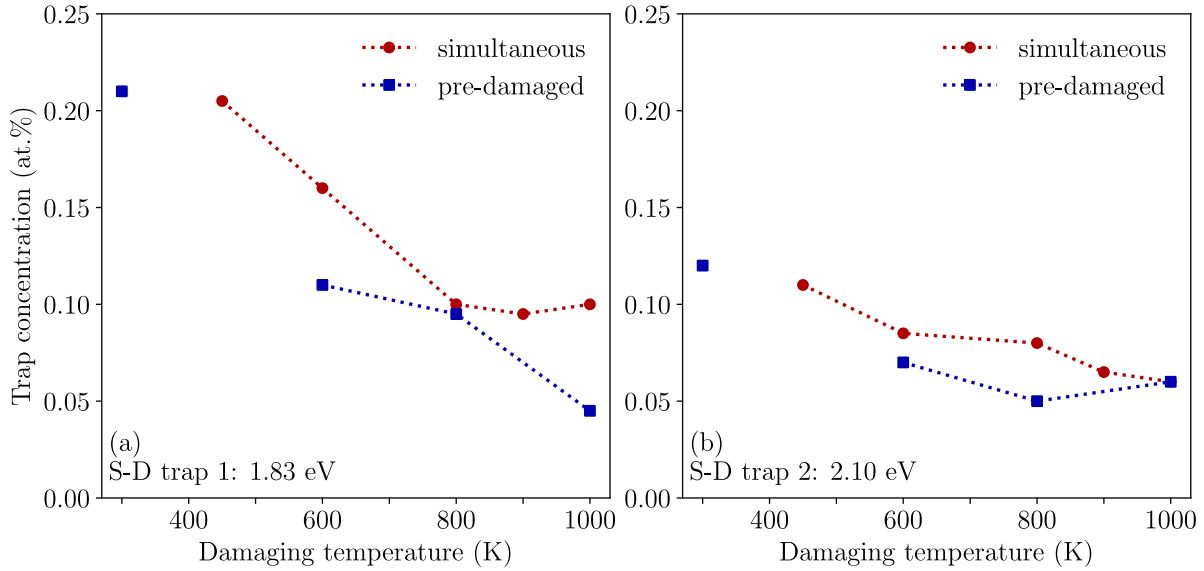 0.25
0.20
0.15
0.10
0.05
0.00
Trap concentration (at.%)
simultaneous
pre-damaged
(a)
S-D trap 1: 1.83 eV
400
600
800
1000
Damaging temperature (K)
0.25
0.20
0.15
0.10
0.05
0.00
simultaneous
pre-damaged
(b)
S-D trap 2: 2.10 eV
400
600
800
1000
Damaging temperature (K)